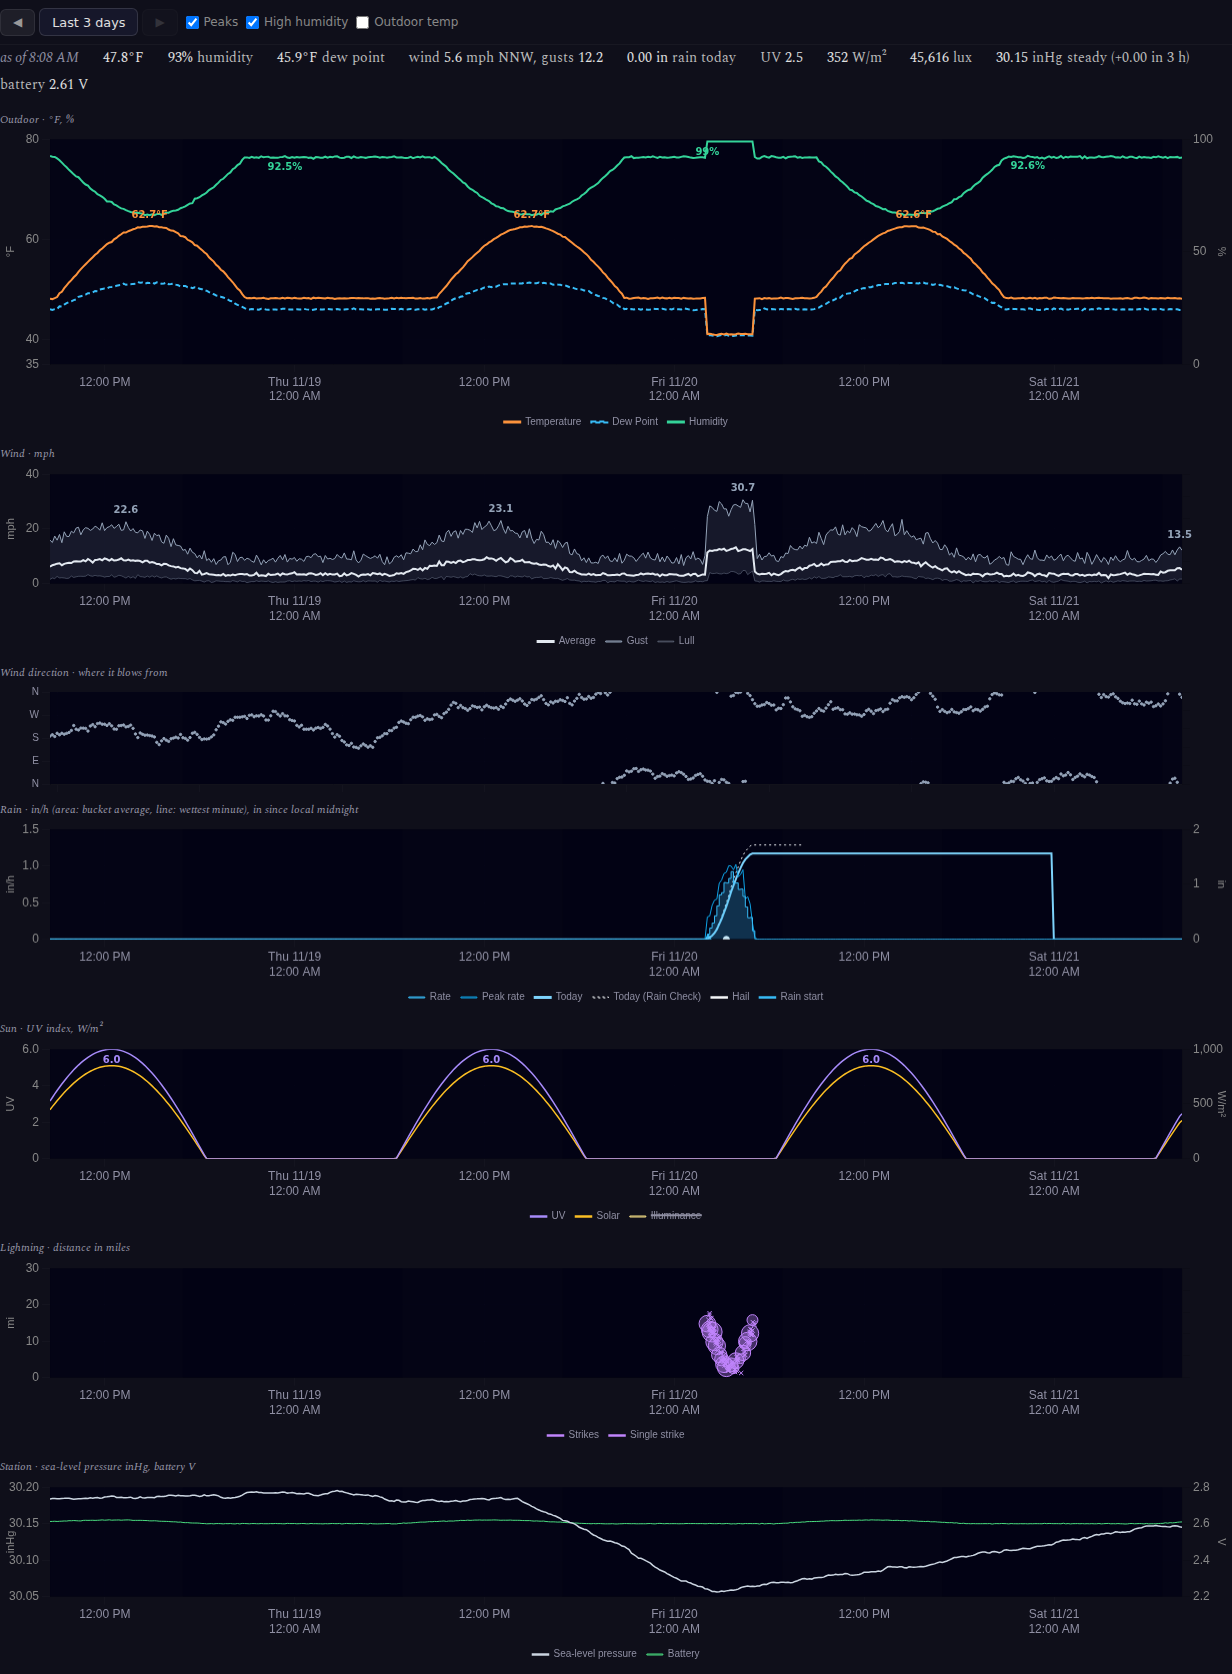 ◀ Last 3 days ▶ Peaks High humidity Outdoor temp
as of 8:08 AM 47.8°F 93% humidity 45.9°F dew point wind 5.6 mph NNW, gusts 12.2 0.00 in rain today UV 2.5 352 W/m² 45,616 lux 30.15 inHg steady (+0.00 in 3 h)
battery 2.61 V
Outdoor · °F, %
80 100
99%
92.5% 92.6%
62.7°F 62.7°F 62.6°F
60 50
°F %
40
35 0
12:00 PM Thu 11/19 12:00 PM Fri 11/20 12:00 PM Sat 11/21
12:00 AM 12:00 AM 12:00 AM
Temperature Dew Point Humidity
Wind · mph
40
30.7
22.6 23.1
20 13.5
mph
0
12:00 PM Thu 11/19 12:00 PM Fri 11/20 12:00 PM Sat 11/21
12:00 AM 12:00 AM 12:00 AM
Average Gust Lull
Wind direction · where it blows from
N
W
S
E
N
Rain · in/h (area: bucket average, line: wettest minute), in since local midnight
1.5 2
1.0
in/h 1 in
0.5
0 0
12:00 PM Thu 11/19 12:00 PM Fri 11/20 12:00 PM Sat 11/21
12:00 AM 12:00 AM 12:00 AM
Rate Peak rate Today Today (Rain Check) Hail Rain start
Sun · UV index, W/m²
6.0 1,000
6.0 6.0 6.0
4
UV 500 W/m²
2
0 0
12:00 PM Thu 11/19 12:00 PM Fri 11/20 12:00 PM Sat 11/21
12:00 AM 12:00 AM 12:00 AM
UV Solar Illuminance
Lightning · distance in miles
30
20
mi
10
0
12:00 PM Thu 11/19 12:00 PM Fri 11/20 12:00 PM Sat 11/21
12:00 AM 12:00 AM 12:00 AM
Strikes Single strike
Station · sea-level pressure inHg, battery V
30.20 2.8
30.15 2.6
inHg V
30.10 2.4
30.05 2.2
12:00 PM Thu 11/19 12:00 PM Fri 11/20 12:00 PM Sat 11/21
12:00 AM 12:00 AM 12:00 AM
Sea-level pressure Battery